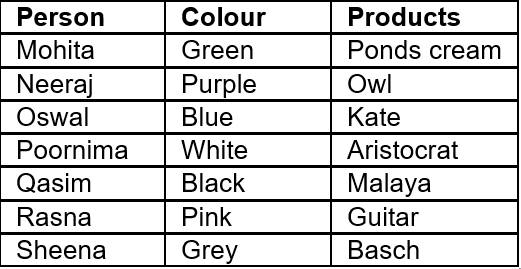 Person Colour Products
Mohita Green Ponds cream
Neeraj Purple Owl
Oswal Blue Kate
Poornima White Aristocrat
Qasim Black Malaya
Rasna Pink Guitar
Sheena Grey Basch